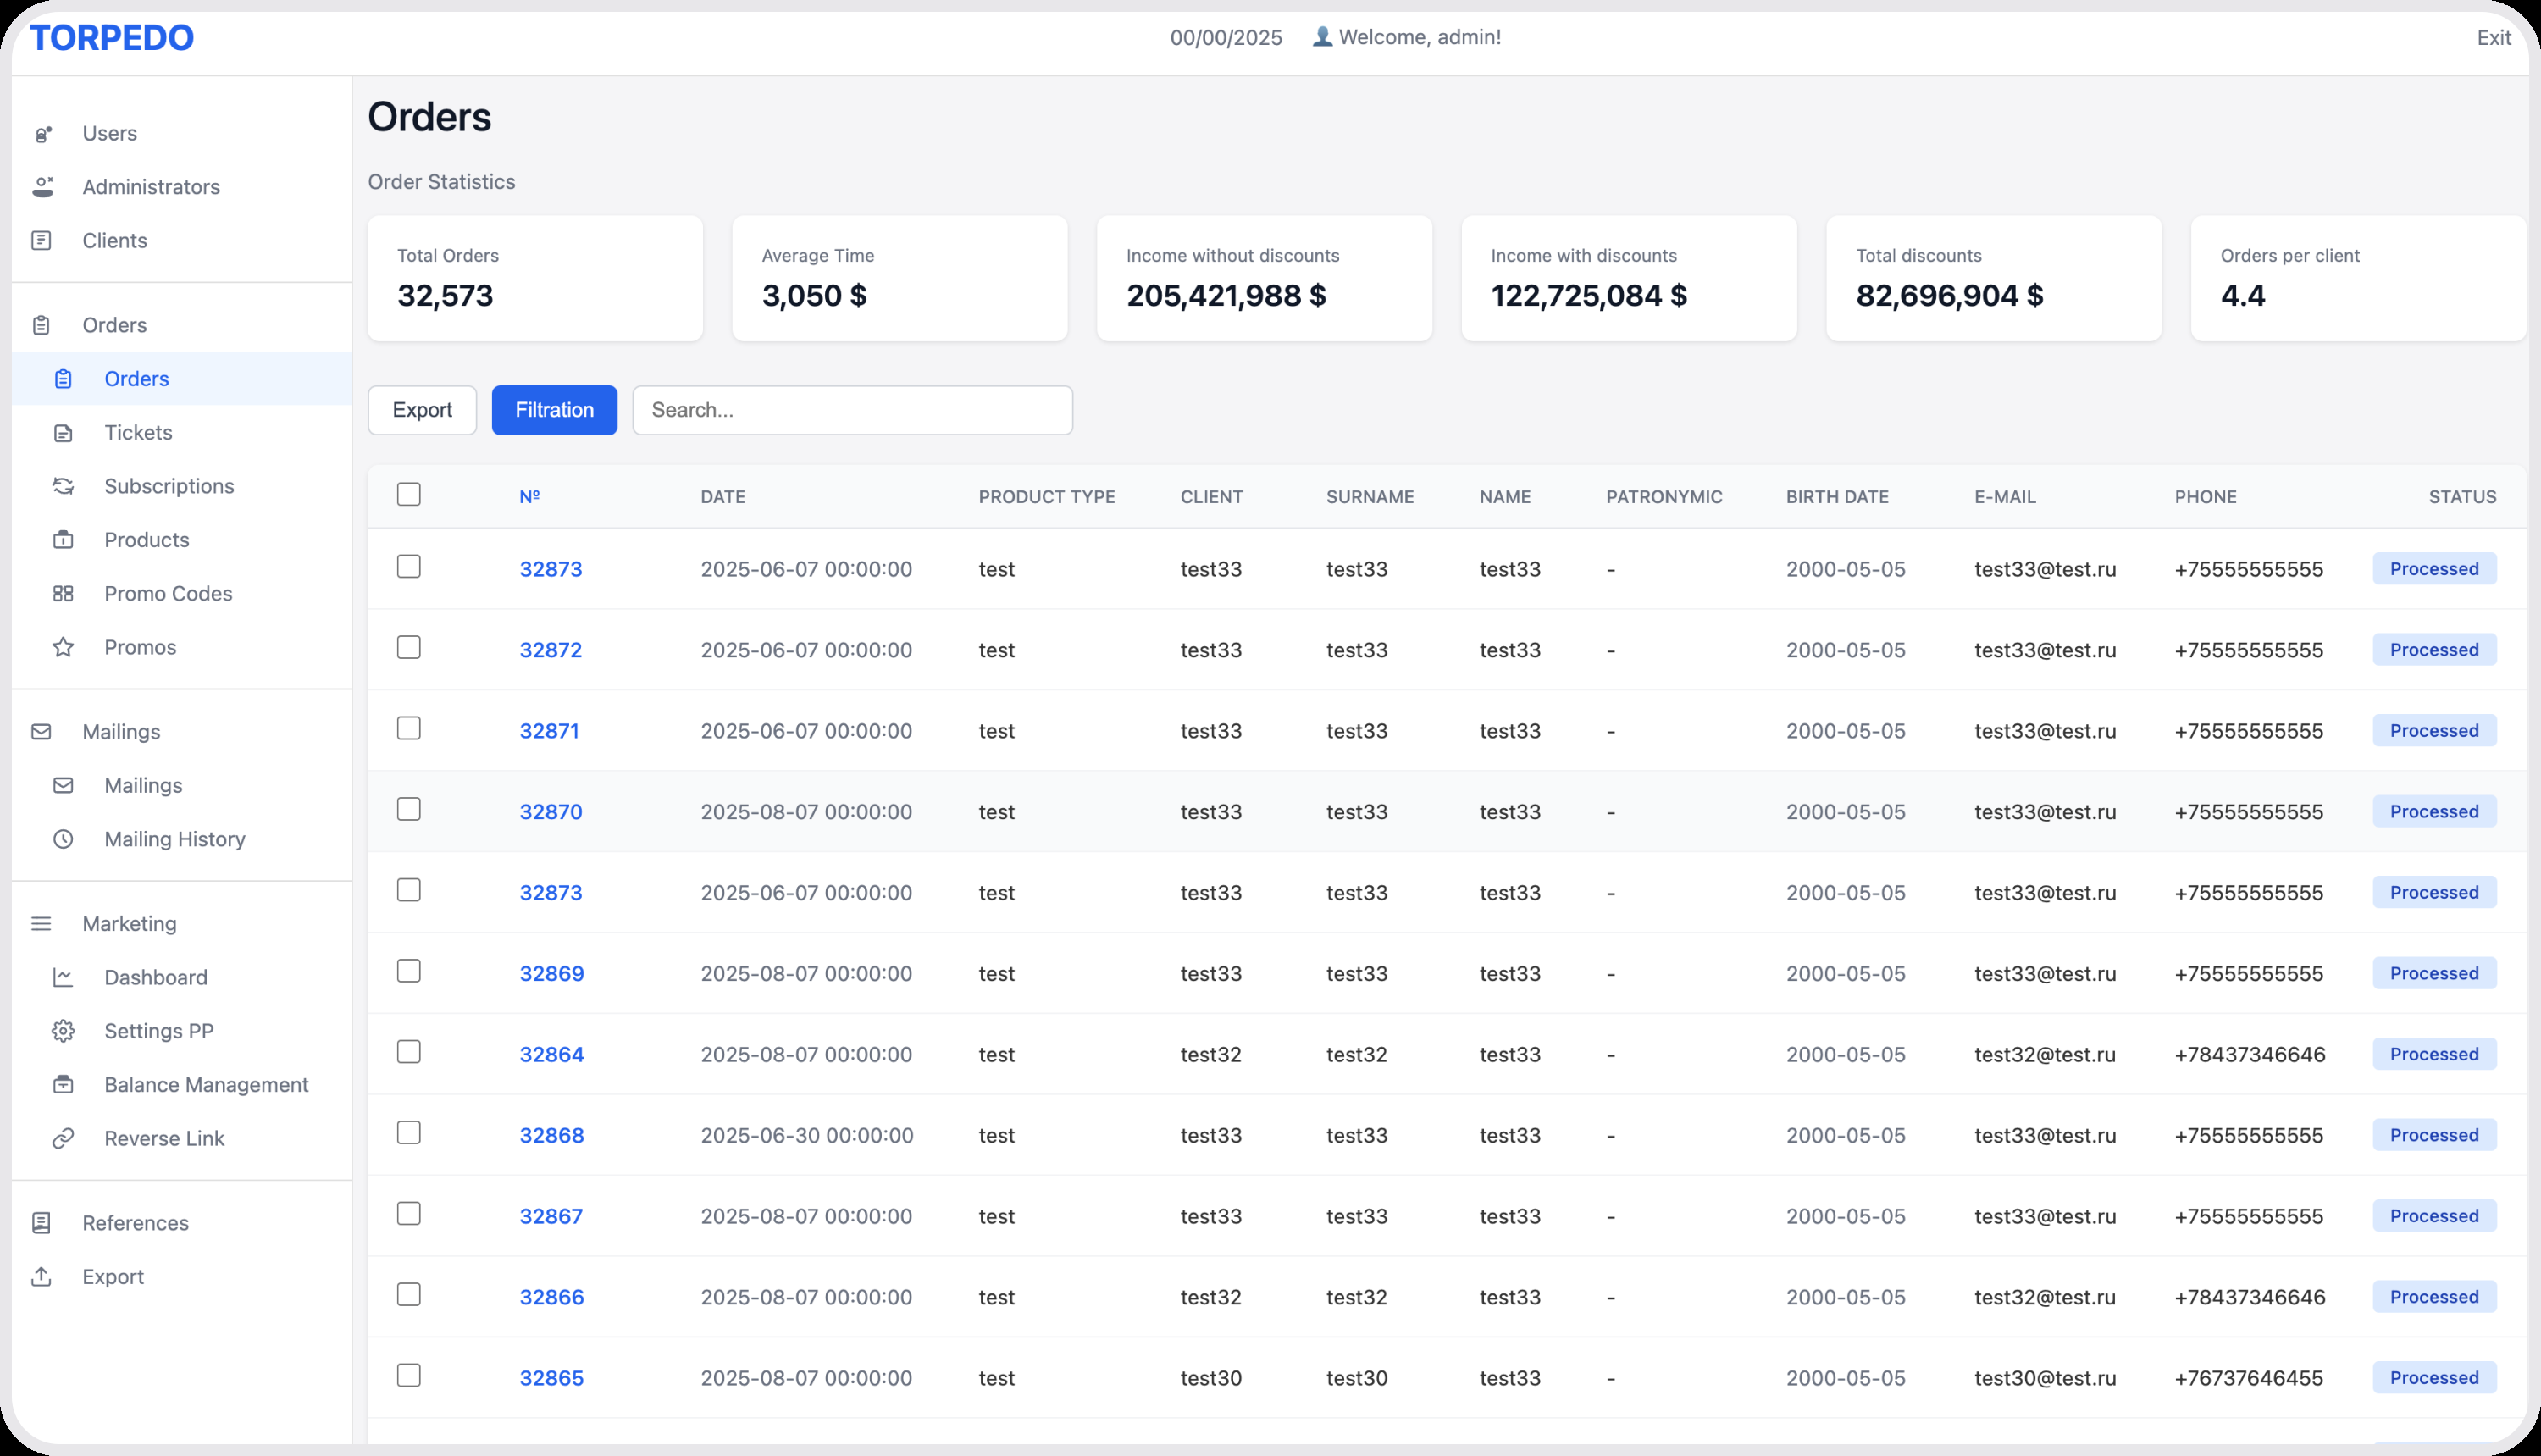 TORPEDO
00/00/2025 Welcome, admin! Exit
Users
Administrators
Clients
Orders
Orders
Tickets
Subscriptions
Products
Promo Codes
Promos
Mailings
Mailings
Mailing History
Marketing
Dashboard
Settings PP
Balance Management
Reverse Link
References
Export
Orders
Order Statistics
Total Orders
32,573
Average Time
3,050 $
Income without discounts
205,421,988 $
Income with discounts
122,725,084 $
Total discounts
82,696,904 $
Orders per client
4.4
Export Filtration Search...
Nº DATE PRODUCT TYPE CLIENT SURNAME NAME PATRONYMIC BIRTH DATE E-MAIL PHONE STATUS
32873 2025-06-07 00:00:00 test test33 test33 test33 - 2000-05-05 test33@test.ru +75555555555 Processed
32872 2025-06-07 00:00:00 test test33 test33 test33 - 2000-05-05 test33@test.ru +75555555555 Processed
32871 2025-06-07 00:00:00 test test33 test33 test33 - 2000-05-05 test33@test.ru +75555555555 Processed
32870 2025-08-07 00:00:00 test test33 test33 test33 - 2000-05-05 test33@test.ru +75555555555 Processed
32873 2025-06-07 00:00:00 test test33 test33 test33 - 2000-05-05 test33@test.ru +75555555555 Processed
32869 2025-08-07 00:00:00 test test33 test33 test33 - 2000-05-05 test33@test.ru +75555555555 Processed
32864 2025-08-07 00:00:00 test test32 test32 test33 - 2000-05-05 test32@test.ru +78437346646 Processed
32868 2025-06-30 00:00:00 test test33 test33 test33 - 2000-05-05 test33@test.ru +75555555555 Processed
32867 2025-08-07 00:00:00 test test33 test33 test33 - 2000-05-05 test33@test.ru +75555555555 Processed
32866 2025-08-07 00:00:00 test test32 test32 test33 - 2000-05-05 test32@test.ru +78437346646 Processed
32865 2025-08-07 00:00:00 test test30 test30 test33 - 2000-05-05 test30@test.ru +76737646455 Processed